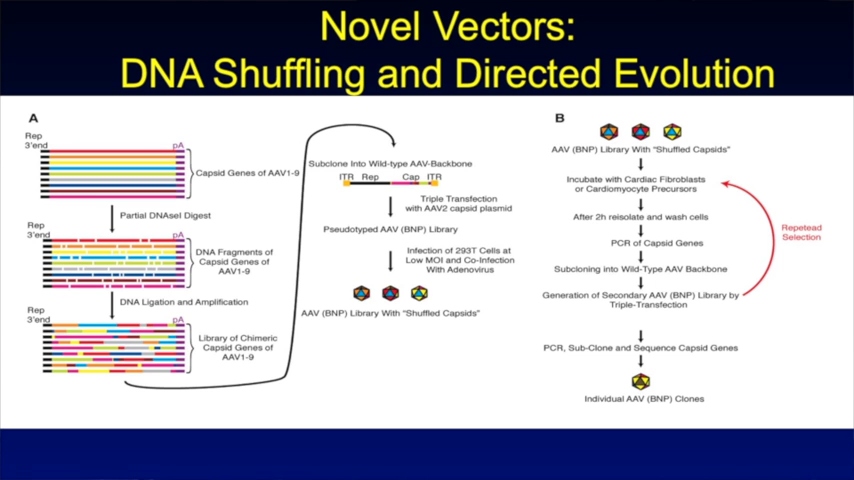 Novel Vectors:
DNA Shuffling and Directed Evolution
A
Rep
3'end
pA
Capsid Genes of AAV1-9
Partial DNAsel Digest
Rep
3'end
pA
DNA Fragments of
Capsid Genes of
AAV1-9
DNA Ligation and Amplification
Rep
3'end
pA
Library of Chimeric
Capsid Genes of
AAV1-9
Subclone Into Wild-type AAV-Backbone
ITR Rep Cap ITR
Triple Transfection
with AAV2 capsid plasmid
Pseudotyped AAV (BNP) Library
Infection of 293T Cells at
Low MOI and Co-Infection
With Adenovirus
AAV (BNP) Library With "Shuffled Capsids"
B
AAV (BNP) Library With "Shuffled Capsids"
Incubate with Cardiac Fibroblasts
or Cardiomyocyte Precursors
After 2h reisolate and wash cells
PCR of Capsid Genes
Subcloning into Wild-Type AAV Backbone
Generation of Secondary AAV (BNP) Library by
Triple-Transfection
Repetead
Selection
PCR, Sub-Clone and Sequence Capsid Genes
Individual AAV (BNP) Clones